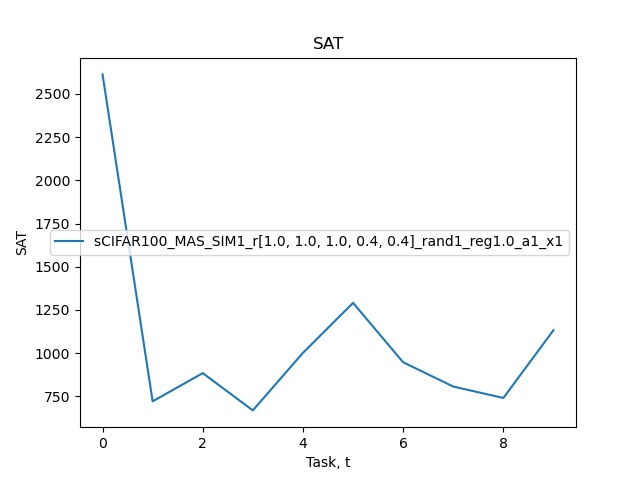 SAT
2500
2250
2000
1750
1500
1250
1000
750
SAT
sCIFAR100_MAS_SIM1_r[1.0, 1.0, 1.0, 0.4, 0.4]_rand1_reg1.0_a1_x1
0 2 4 6 8
Task, t